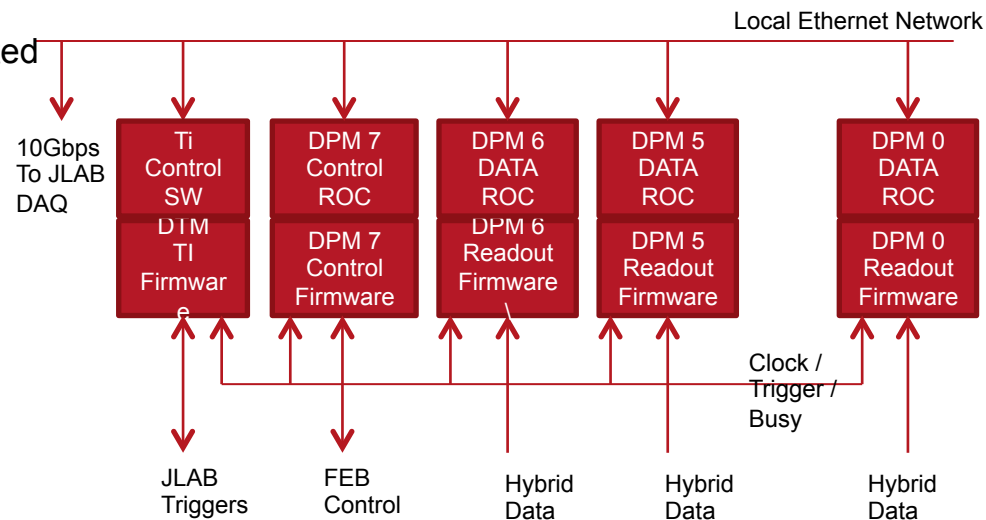 Local Ethernet Network
ed
10Gbps
To JLAB
DAQ
Ti
Control
SW
DPM 7
Control
ROC
DPM 6
DATA
ROC
DPM 5
DATA
ROC
DPM 0
DATA
ROC
DTM
TI
Firmwar
e
DPM 7
Control
Firmware
DPM 6
Readout
Firmware
\
DPM 5
Readout
Firmware
DPM 0
Readout
Firmware
Clock /
Trigger /
Busy
JLAB
Triggers
FEB
Control
Hybrid
Data
Hybrid
Data
Hybrid
Data